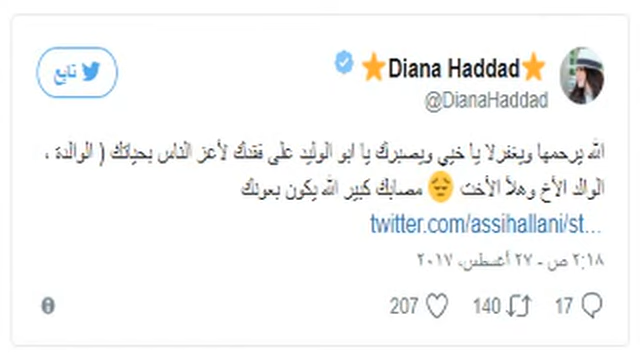 ⭐Diana Haddad⭐
@DianaHaddad
تابع
الله يرحمها ويغفرلا يا خيي ويصبرك يا ابو الوليد على فقدك لأعز الناس بحياتك ( الوالدة ،
الوالد الأخ وهلأ الأخت 😔 مصابك كبير الله يكون بعونك
twitter.com/assihallani/st...
٢:١٨ ص - ٢٧ أغسطس، ٢٠١٧
17 140 207